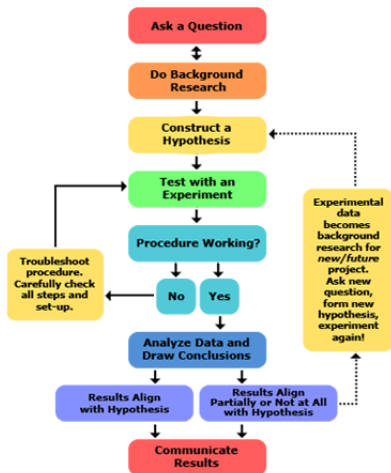 Ask a Question
Do Background
Research
Construct a
Hypothesis
Test with an
Experiment
Procedure Working?
No
Yes
Troubleshoot
procedure.
Carefully check
all steps and
set-up.
Experimental
data
becomes
background
research for
new/future
project.
Ask new
question,
form new
hypothesis,
experiment
again!
Analyze Data and
Draw Conclusions
Results Align
with Hypothesis
Results Align
Partially or Not at All
with Hypothesis
Communicate
Results